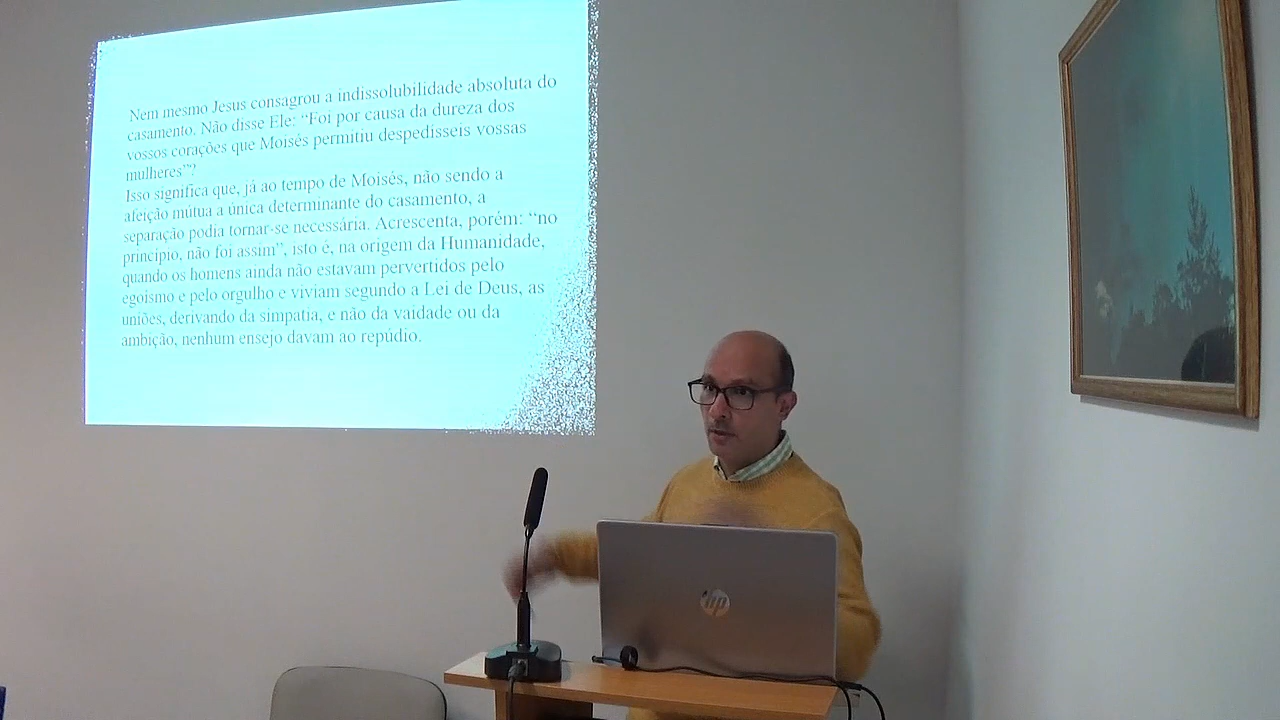 Nem mesmo Jesus consagrou a indissolubilidade absoluta do
casamento. Não disse Ele: “Foi por causa da dureza dos
vossos corações que Moisés permitiu despedísseis vossas
mulheres”?
Isso significa que, já ao tempo de Moisés, não sendo a
afeição mútua a única determinante do casamento, a
separação podia tornar-se necessária. Acrescenta, porém: “no
princípio, não foi assim”, isto é, na origem da Humanidade,
quando os homens ainda não estavam pervertidos pelo
egoísmo e pelo orgulho e viviam segundo a Lei de Deus, as
uniões, derivando da simpatia, e não da vaidade ou da
ambição, nenhum ensejo davam ao repúdio.
hp